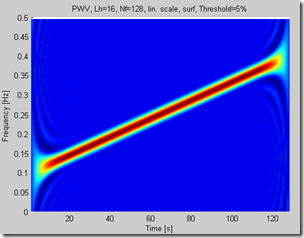 PWV, Lh=16, Nf=128, lin. scale, surf, Threshold=5%
0.5
0.45
0.4
0.35
0.3
0.25
0.2
0.15
0.1
0.05
0
Frequency [Hz]
20 40 60 80 100 120
Time [s]